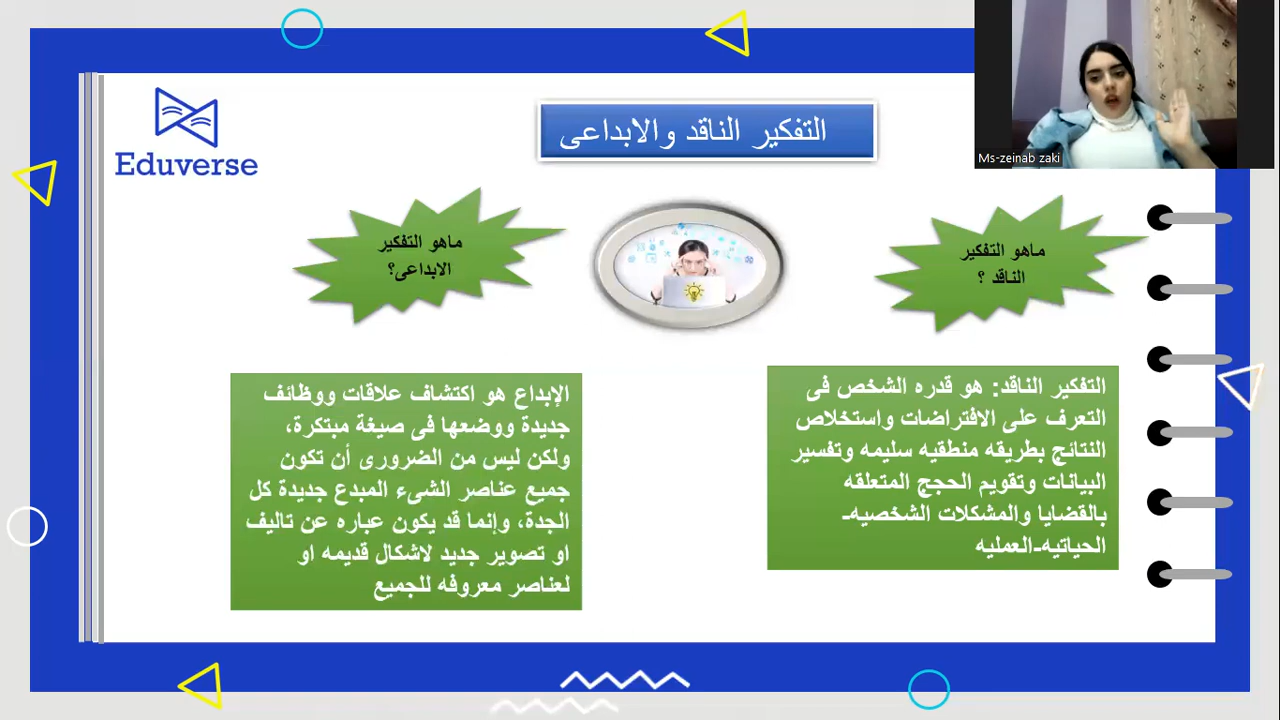 Eduverse
التفكير الناقد والابداعى
Ms-zeinab zaki
ماهو التفكير
الناقد ؟
ماهو التفكير
الابداعى؟
التفكير الناقد: هو قدره الشخص فى
التعرف على الافتراضات واستخلاص
النتائج بطريقه منطقيه سليمه وتفسير
البيانات وتقويم الحجج المتعلقه
بالقضايا والمشكلات الشخصيه-
الحياتيه-العمليه
الإبداع هو اكتشاف علاقات ووظائف
جديدة ووضعها فى صيغة مبتكرة،
ولكن ليس من الضرورى أن تكون
جميع عناصر الشىء المبدع جديدة كل
الجدة، وإنما قد يكون عباره عن تاليف
او تصوير جديد لاشكال قديمه او
لعناصر معروفه للجميع